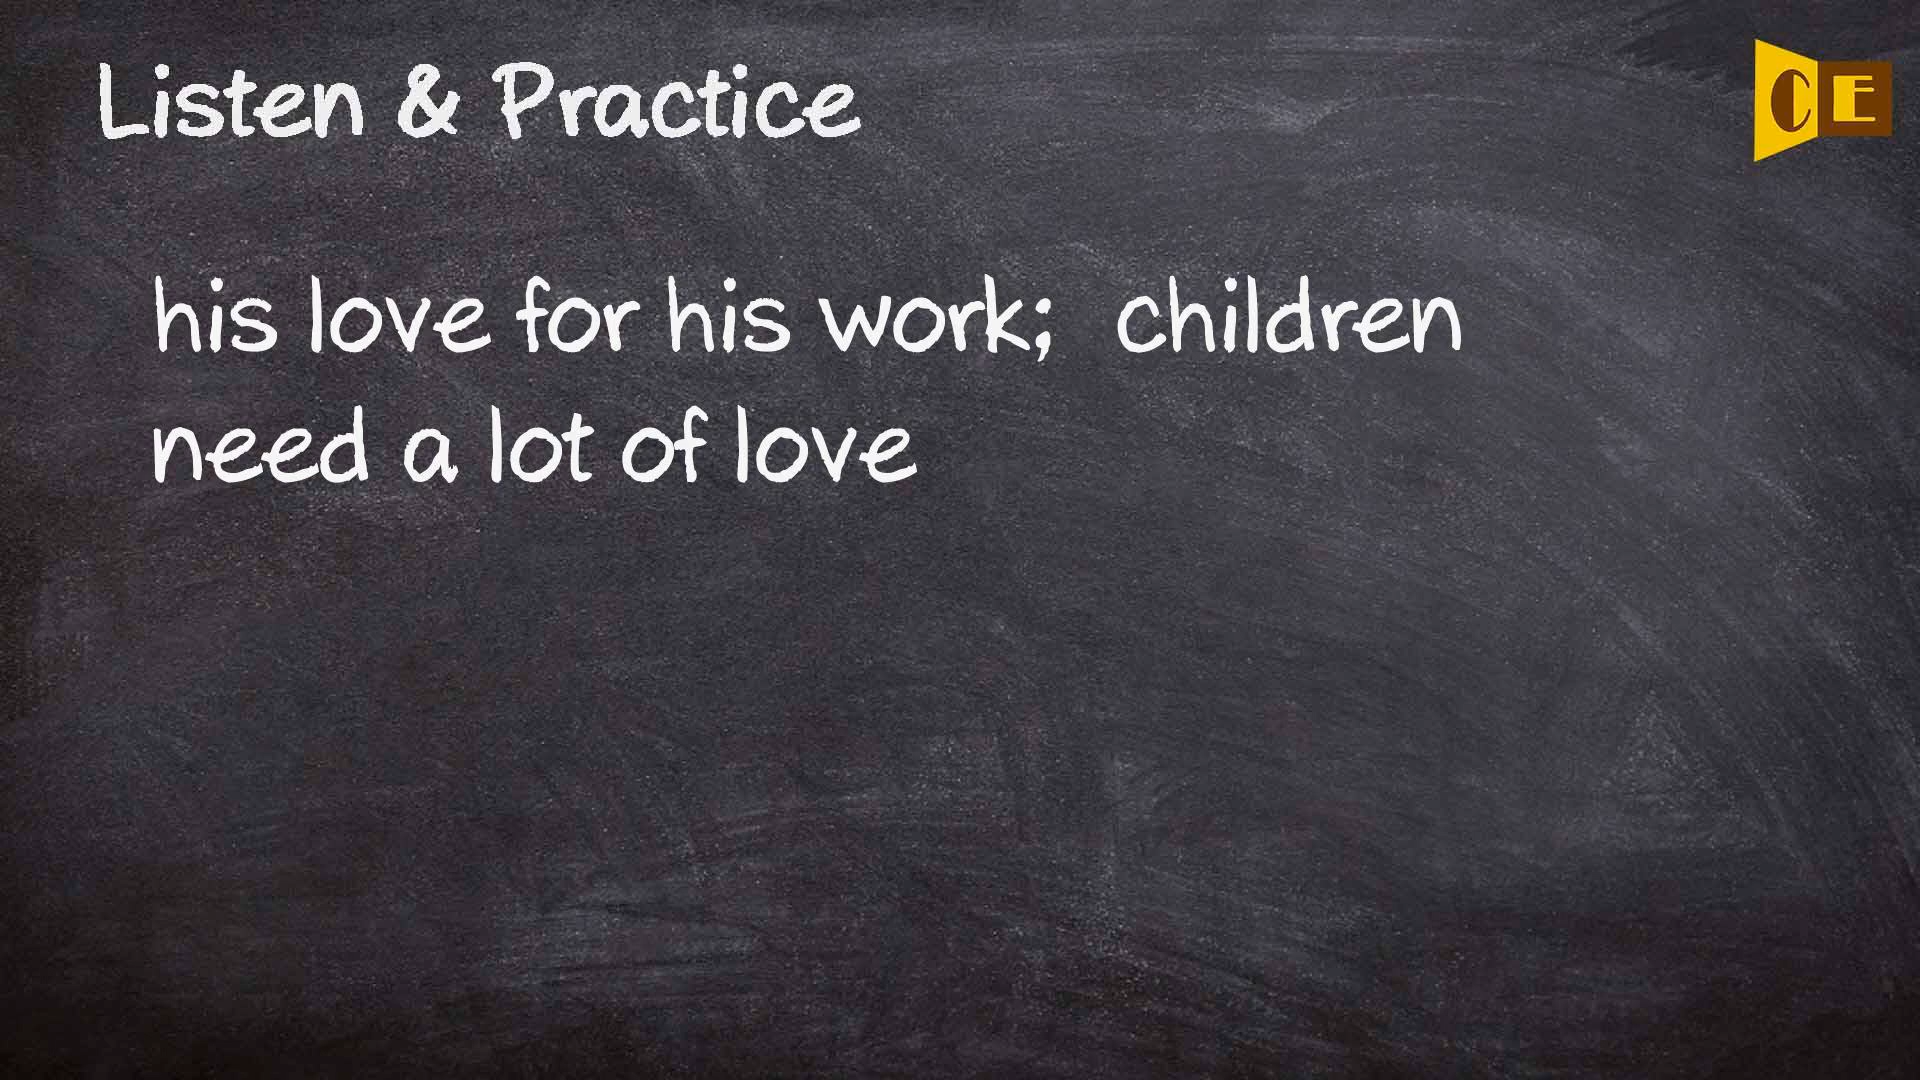 Listen & Practice
CE
his love for his work; children
need a lot of love